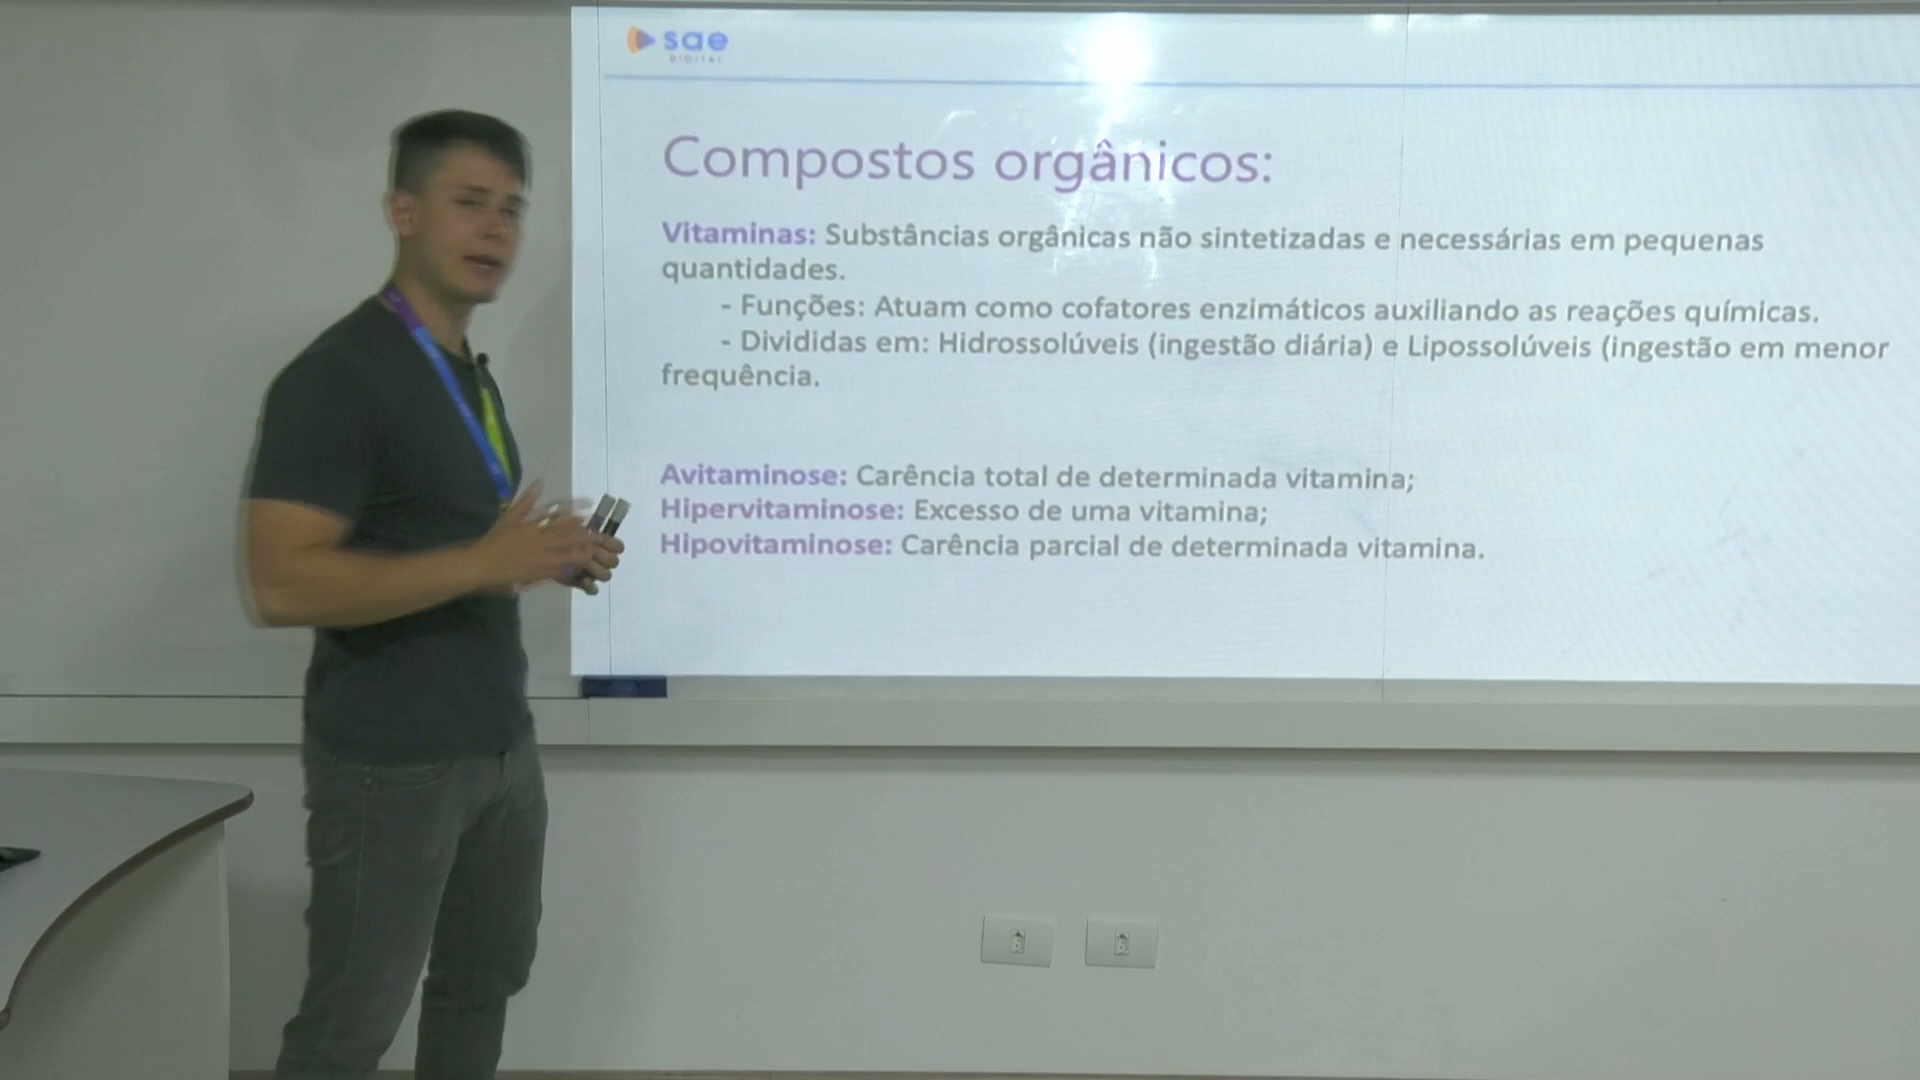 sae
DIGITAL
Compostos orgânicos:
Vitaminas: Substâncias orgânicas não sintetizadas e necessárias em pequenas
quantidades.
- Funções: Atuam como cofatores enzimáticos auxiliando as reações químicas.
- Divididas em: Hidrossolúveis (ingestão diária) e Lipossolúveis (ingestão em menor
frequência.
Avitaminose: Carência total de determinada vitamina;
Hipervitaminose: Excesso de uma vitamina;
Hipovitaminose: Carência parcial de determinada vitamina.